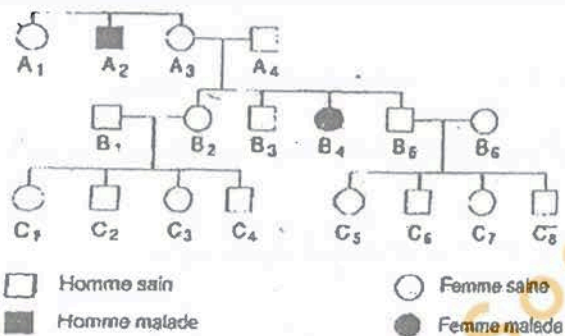 A1 A2 A3 A4
B1 B2 B3 B4 B5 B6
C1 C2 C3 C4 C5 C6 C7 C8
Homme sain Femme saine
Homme malade Femme malade